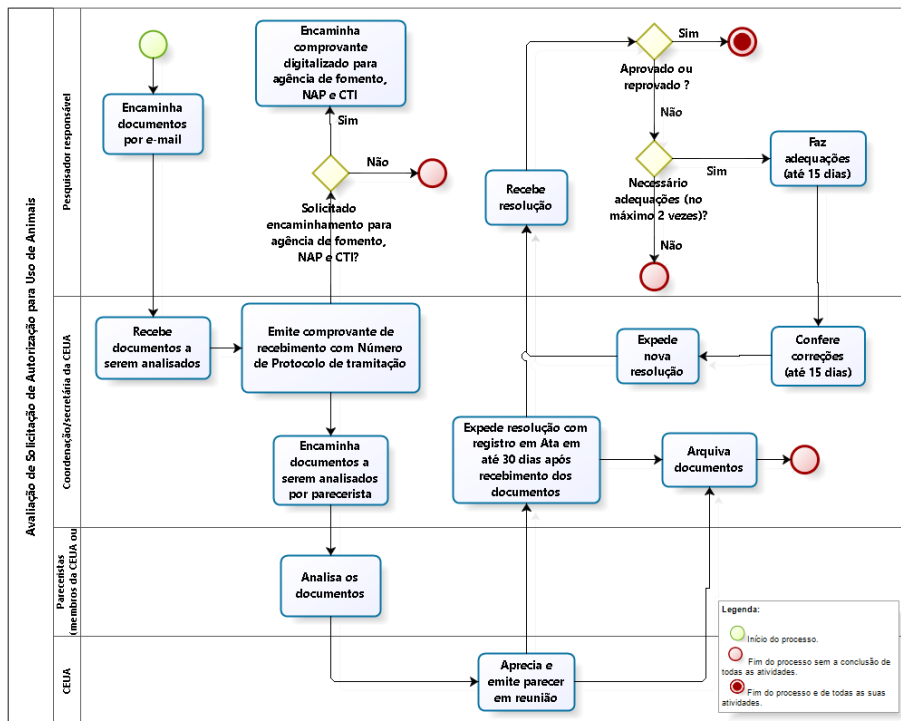 Avaliação de Solicitação de Autorização para Uso de Animais
Pesquisador responsável
Encaminha
documentos
por e-mail
Encaminha
comprovante
digitalizado para
agência de fomento,
NAP e CTI
Sim
Não
Solicitado
encaminhamento para
agência de fomento,
NAP e CTI?
Recebe
resolução
Sim
Aprovado ou
reprovado ?
Não
Necessário
adequações (no
máximo 2 vezes)?
Sim
Não
Faz
adequações
(até 15 dias)
Coordenação/secretária da CEUA
Recebe
documentos a
serem analisados
Emite comprovante de
recebimento com Número
de Protocolo de tramitação
Expede
nova
resolução
Confere
correções
(até 15 dias)
Encaminha
documentos a
serem analisados
por parecerista
Expede resolução com
registro em Ata em
até 30 dias após
recebimento dos
documentos
Arquiva
documentos
Pareceristas
(membros da CEUA ou
Analisa os
documentos
CEUA
Aprecia e
emite parecer
em reunião
Legenda:
Início do processo.
Fim do processo sem a conclusão de
todas as atividades.
Fim do processo e de todas as suas
atividades.